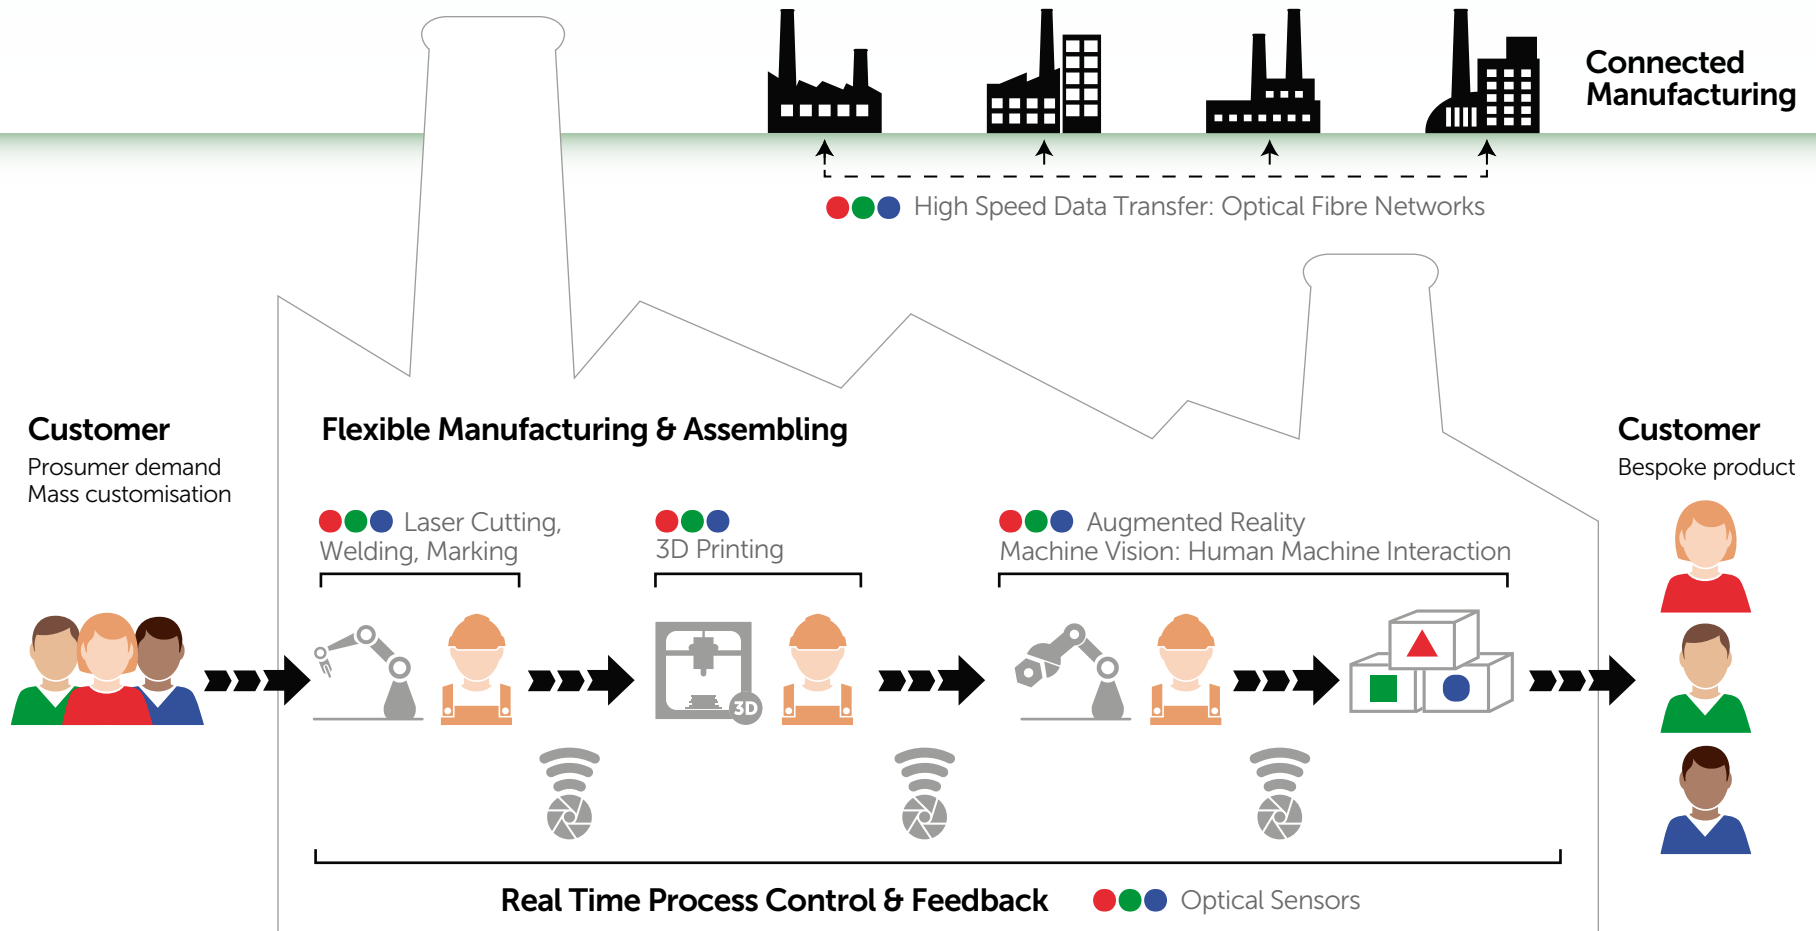 Connected
Manufacturing
High Speed Data Transfer: Optical Fibre Networks
Customer
Prosumer demand
Mass customisation
Flexible Manufacturing & Assembling
Laser Cutting,
Welding, Marking
3D Printing
Augmented Reality
Machine Vision: Human Machine Interaction
3D
Customer
Bespoke product
Real Time Process Control & Feedback
Optical Sensors